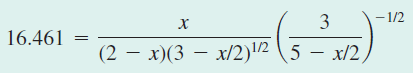 16.461 = x / ((2 − x)(3 − x/2)^1/2) (3 / (5 − x/2))^−1/2